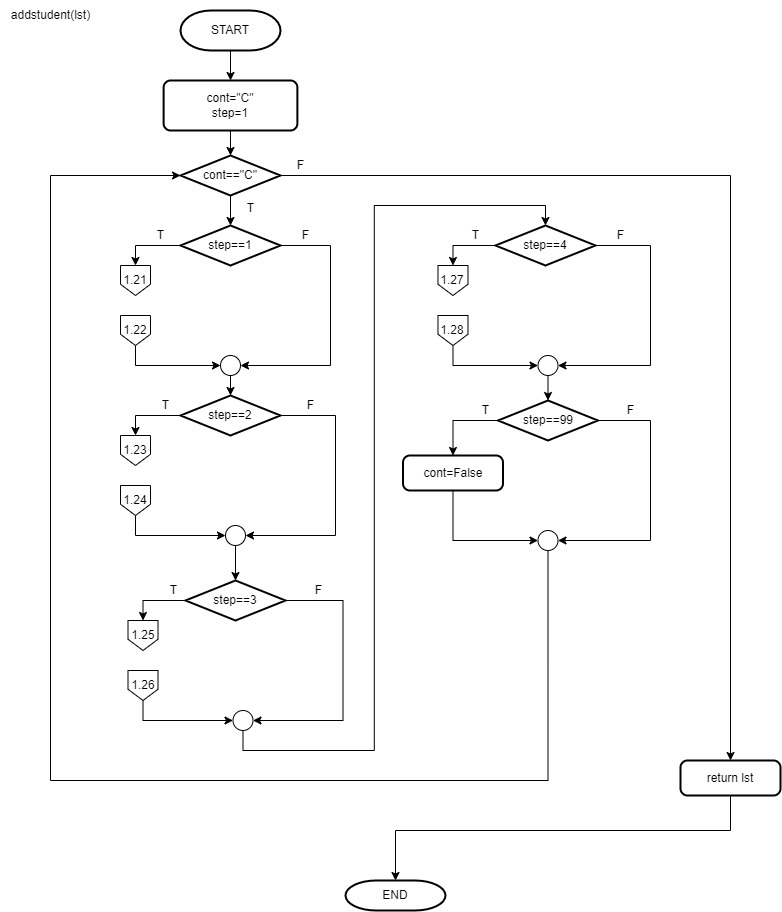 addstudent(lst)
START
cont="C"
step=1
cont=="C"
F
T
T
step==1
F
1.21
1.22
T
step==2
F
1.23
1.24
T
step==3
F
1.25
1.26
T
step==4
F
1.27
1.28
T
step==99
F
cont=False
return lst
END